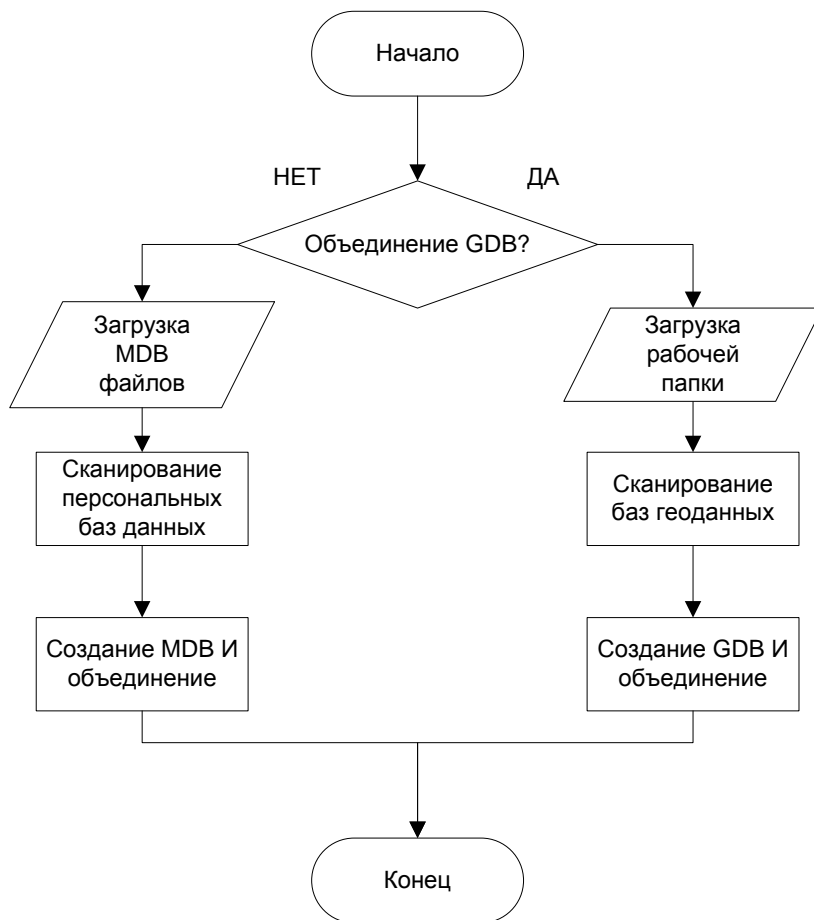 Начало
НЕТ
ДА
Объединение GDB?
Загрузка
MDB
файлов
Загрузка
рабочей
папки
Сканирование
персональных
баз данных
Сканирование
баз геоданных
Создание MDB И
объединение
Создание GDB И
объединение
Конец